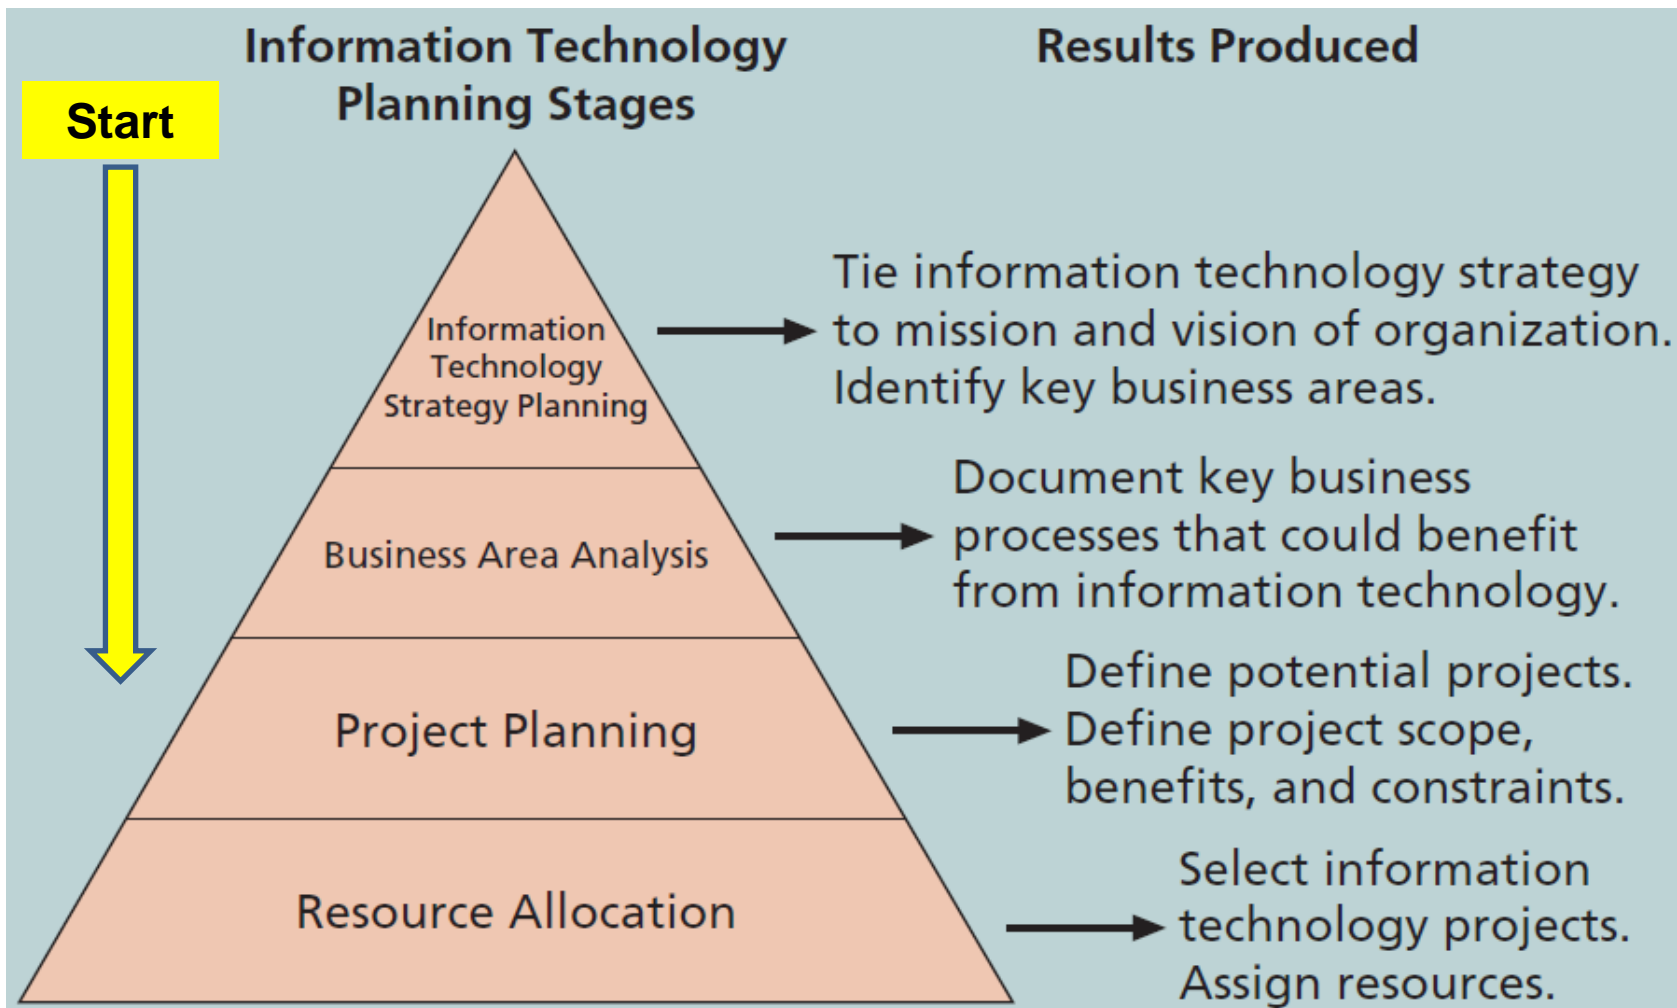 Information Technology
Planning Stages
Results Produced
Start
Information
Technology
Strategy Planning
Tie information technology strategy
to mission and vision of organization.
Identify key business areas.
Business Area Analysis
Document key business
processes that could benefit
from information technology.
Project Planning
Define potential projects.
Define project scope,
benefits, and constraints.
Resource Allocation
Select information
technology projects.
Assign resources.